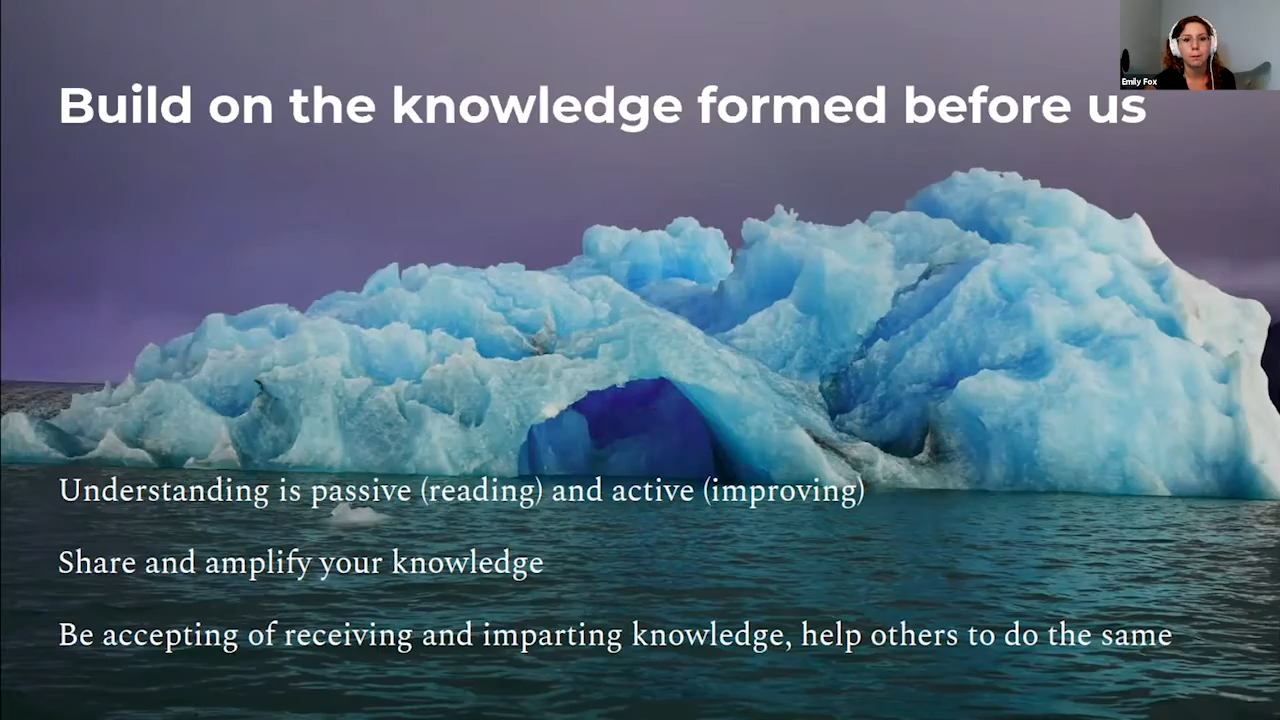 Emily Fox
Build on the knowledge formed before us
Understanding is passive (reading) and active (improving)
Share and amplify your knowledge
Be accepting of receiving and imparting knowledge, help others to do the same